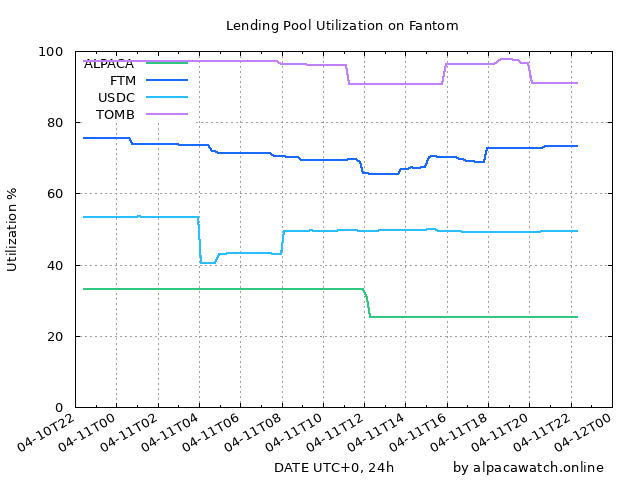 Lending Pool Utilization on Fantom
ALPACA
FTM
USDC
TOMB
100
80
60
40
20
0
Utilization %
04-10T22
04-11T00
04-11T02
04-11T04
04-11T06
04-11T08
04-11T10
04-11T12
04-11T14
04-11T16
04-11T18
04-11T20
04-11T22
04-12T00
DATE UTC+0, 24h
by alpacawatch.online